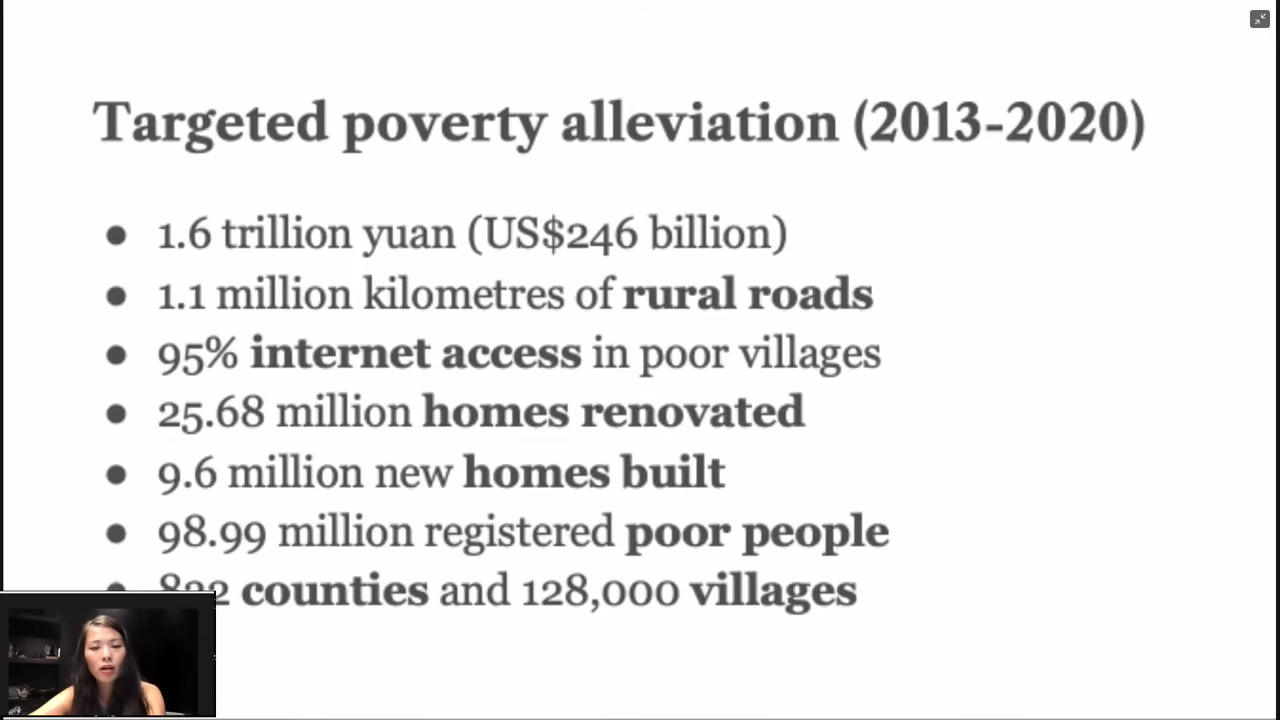 Targeted poverty alleviation (2013-2020)
● 1.6 trillion yuan (US$246 billion)
● 1.1 million kilometres of rural roads
● 95% internet access in poor villages
● 25.68 million homes renovated
● 9.6 million new homes built
● 98.99 million registered poor people
● counties and 128,000 villages